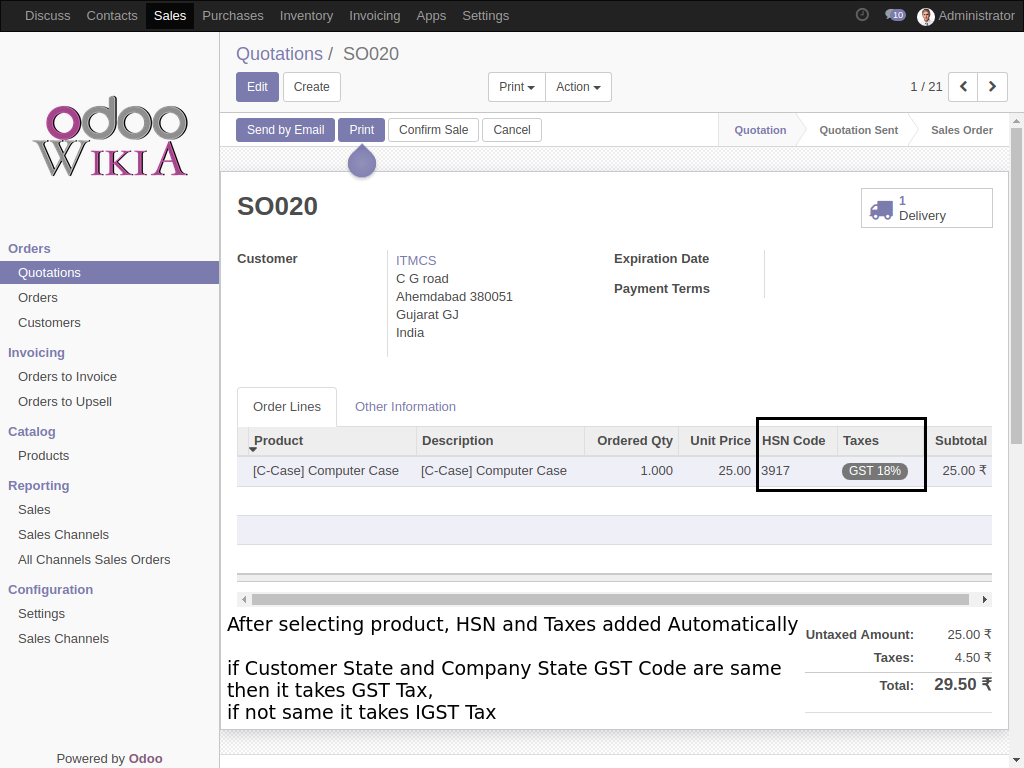 Discuss Contacts Sales Purchases Inventory Invoicing Apps Settings 10 Administrator
odoo
WIKIA
Orders
Quotations
Orders
Customers
Invoicing
Orders to Invoice
Orders to Upsell
Catalog
Products
Reporting
Sales
Sales Channels
All Channels Sales Orders
Configuration
Settings
Sales Channels
Powered by Odoo
Quotations / SO020
Edit Create Print Action 1 / 21
Send by Email Print Confirm Sale Cancel Quotation Quotation Sent Sales Order
SO020
1
Delivery
Customer
ITMCS
C G road
Ahemdabad 380051
Gujarat GJ
India
Expiration Date
Payment Terms
Order Lines Other Information
Product Description Ordered Qty Unit Price HSN Code Taxes Subtotal
[C-Case] Computer Case [C-Case] Computer Case 1.000 25.00 3917 GST 18% 25.00 ₹
After selecting product, HSN and Taxes added Automatically
if Customer State and Company State GST Code are same
then it takes GST Tax,
if not same it takes IGST Tax
Untaxed Amount: 25.00 ₹
Taxes: 4.50 ₹
Total: 29.50 ₹